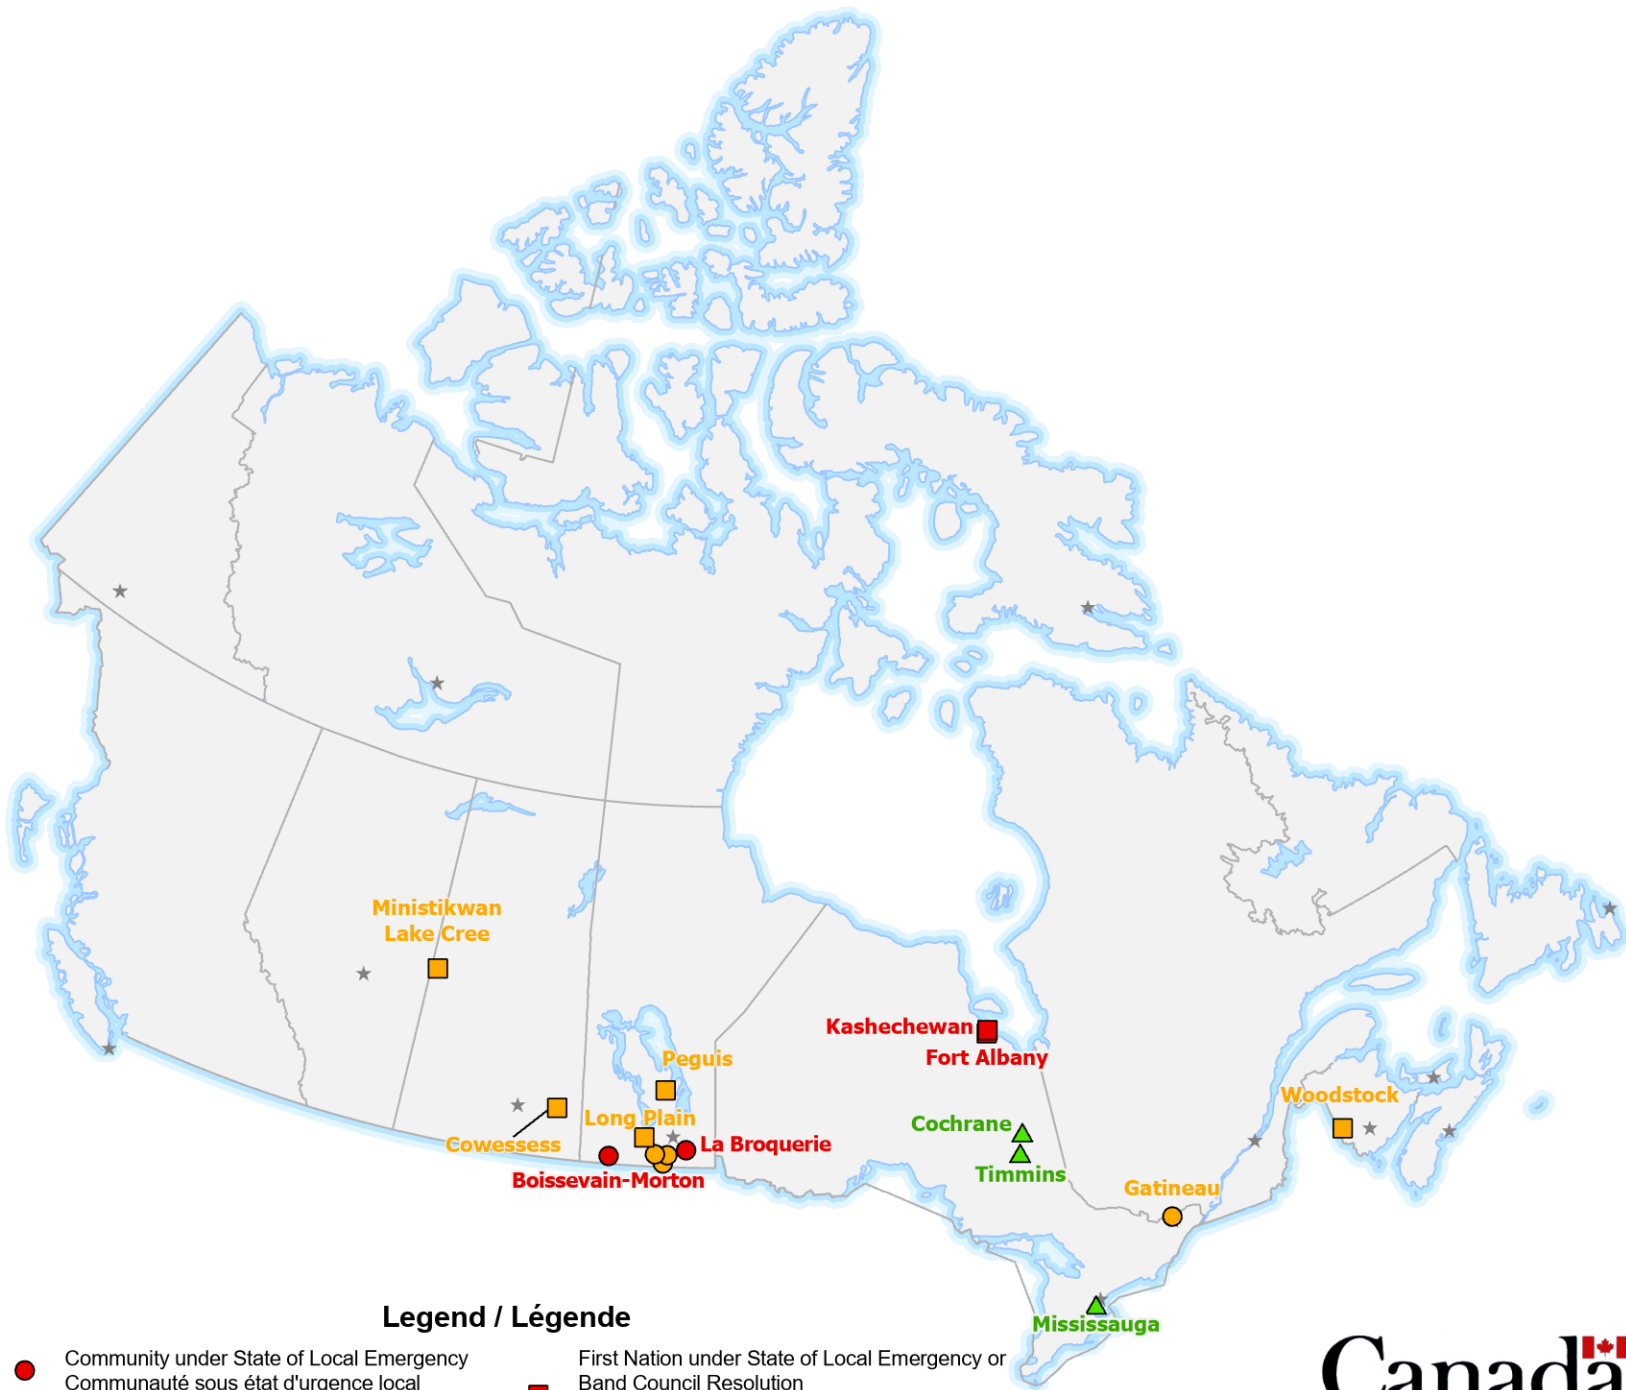 Ministikwan
Lake Cree
Kashechewan
Fort Albany
Peguis
Woodstock
Long Plain
Cochrane
Cowessess
La Broquerie
Timmins
Boissevain-Morton
Gatineau
Mississauga
Legend / Légende
Community under State of Local Emergency
Communauté sous état d'urgence local
First Nation under State of Local Emergency or
Band Council Resolution
Canada